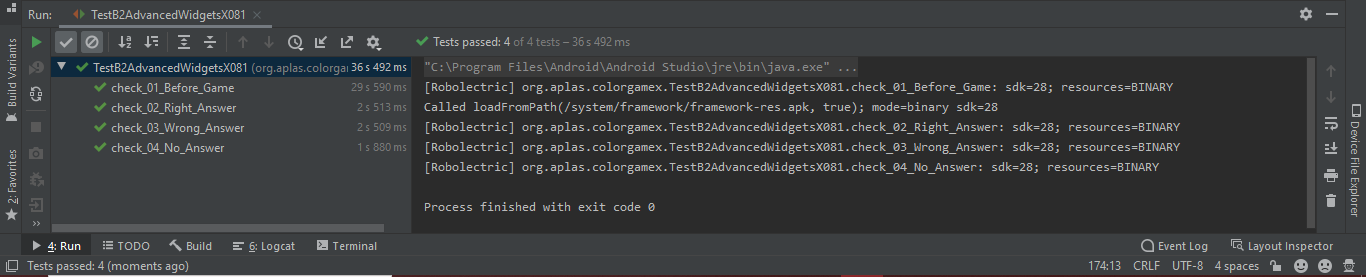 Run: TestB2AdvancedWidgetsX081
Tests passed: 4 of 4 tests – 36 s 492 ms
TestB2AdvancedWidgetsX081 (org.aplas.colorgar 36 s 492 ms
check_01_Before_Game 29 s 590 ms
check_02_Right_Answer 2 s 513 ms
check_03_Wrong_Answer 2 s 509 ms
check_04_No_Answer 1 s 880 ms
"C:\Program Files\Android\Android Studio\jre\bin\java.exe" ...
[Robolectric] org.aplas.colorgamex.TestB2AdvancedWidgetsX081.check_01_Before_Game: sdk=28; resources=BINARY
Called loadFromPath(/system/framework/framework-res.apk, true); mode=binary sdk=28
[Robolectric] org.aplas.colorgamex.TestB2AdvancedWidgetsX081.check_02_Right_Answer: sdk=28; resources=BINARY
[Robolectric] org.aplas.colorgamex.TestB2AdvancedWidgetsX081.check_03_Wrong_Answer: sdk=28; resources=BINARY
[Robolectric] org.aplas.colorgamex.TestB2AdvancedWidgetsX081.check_04_No_Answer: sdk=28; resources=BINARY
Process finished with exit code 0
Build Variants
2: Favorites
Device File Explorer
4: Run TODO Build 6: Logcat Terminal Event Log Layout Inspector
Tests passed: 4 (moments ago) 174:13 CRLF UTF-8 4 spaces